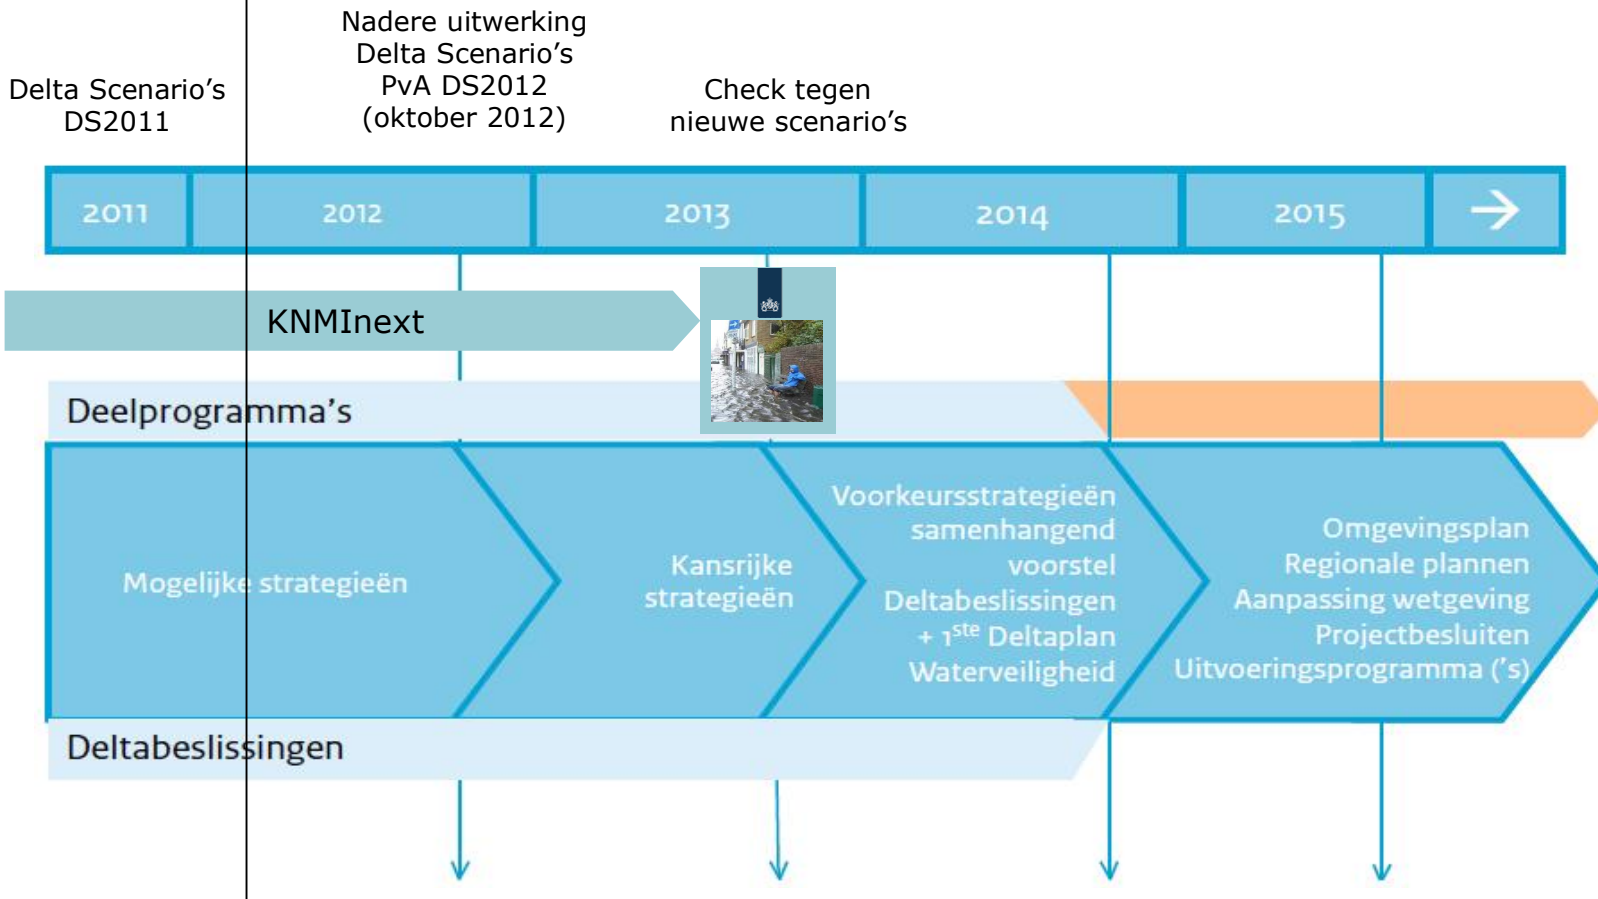 Delta Scenario’s
DS2011
Nadere uitwerking
Delta Scenario’s
PvA DS2012
(oktober 2012)
Check tegen
nieuwe scenario’s
2011
2012
2013
2014
2015
→
KNMInext
Deelprogramma’s
Mogelijke strategieën
Kansrijke
strategieën
Voorkeursstrategieën
samenhangend
voorstel
Deltabeslissingen
+ 1ste Deltaplan
Waterveiligheid
Omgevingsplan
Regionale plannen
Aanpassing wetgeving
Projectbesluiten
Uitvoeringsprogramma (’s)
Deltabeslissingen